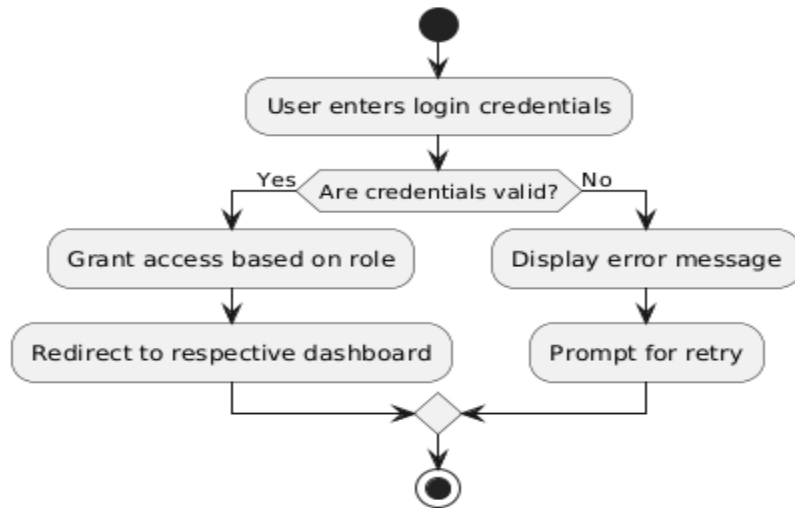 User enters login credentials
Yes
Are credentials valid?
No
Grant access based on role
Display error message
Redirect to respective dashboard
Prompt for retry